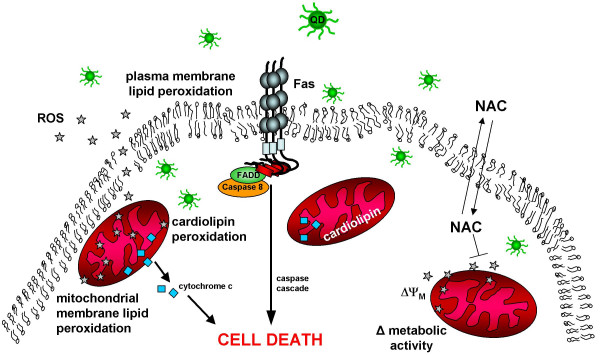 QD
plasma membrane
lipid peroxidation
Fas
ROS
NAC
FADD
Caspase 8
cardiolipin
cardiolipin
peroxidation
NAC
cytochrome c
caspase
cascade
mitochondrial
membrane lipid
peroxidation
ΔΨM
Δ metabolic
activity
CELL DEATH